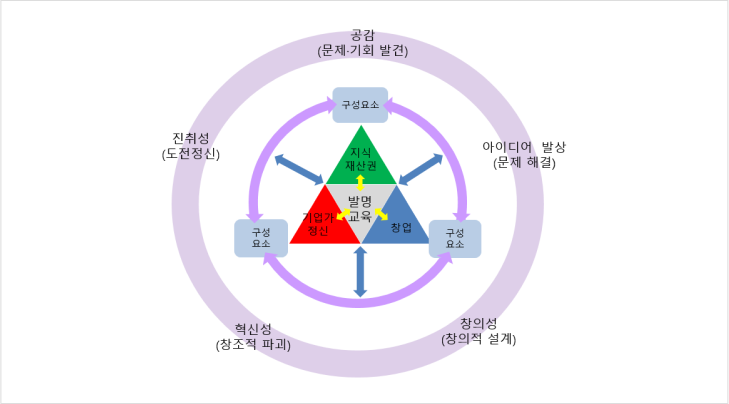 공감
(문제·기회 발견)
구성요소
진취성
(도전정신)
아이디어 발상
(문제 해결)
지식
재산권
발명
교육
기업가
정신
창업
구성
요소
구성
요소
혁신성
(창조적 파괴)
창의성
(창의적 설계)